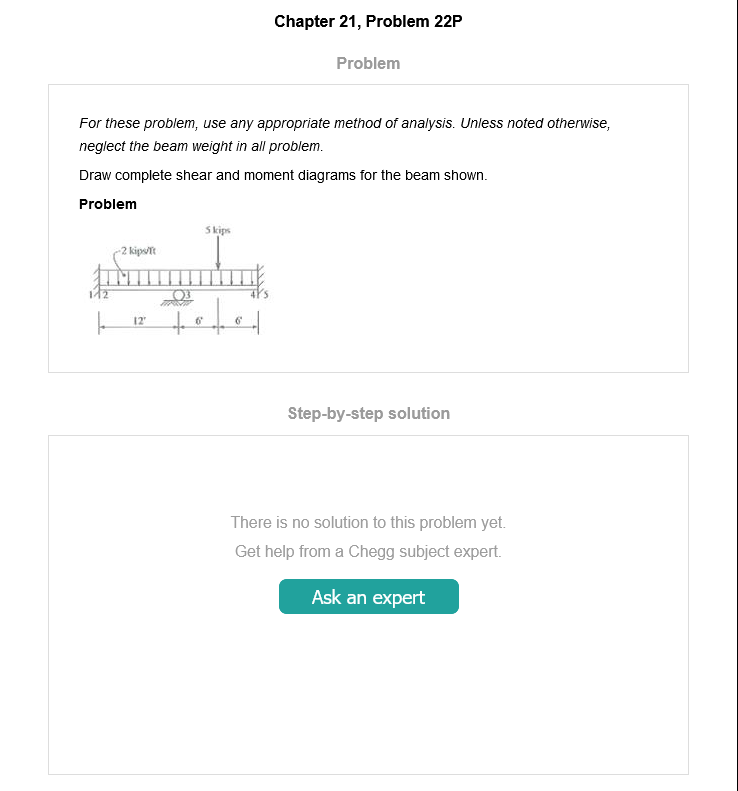 Chapter 21, Problem 22P
Problem
For these problem, use any appropriate method of analysis. Unless noted otherwise,
neglect the beam weight in all problem.
Draw complete shear and moment diagrams for the beam shown.
Problem
5 kips
2 kips/ft
1 2 3 4 5
12' 6' 6'
Step-by-step solution
There is no solution to this problem yet.
Get help from a Chegg subject expert.
Ask an expert